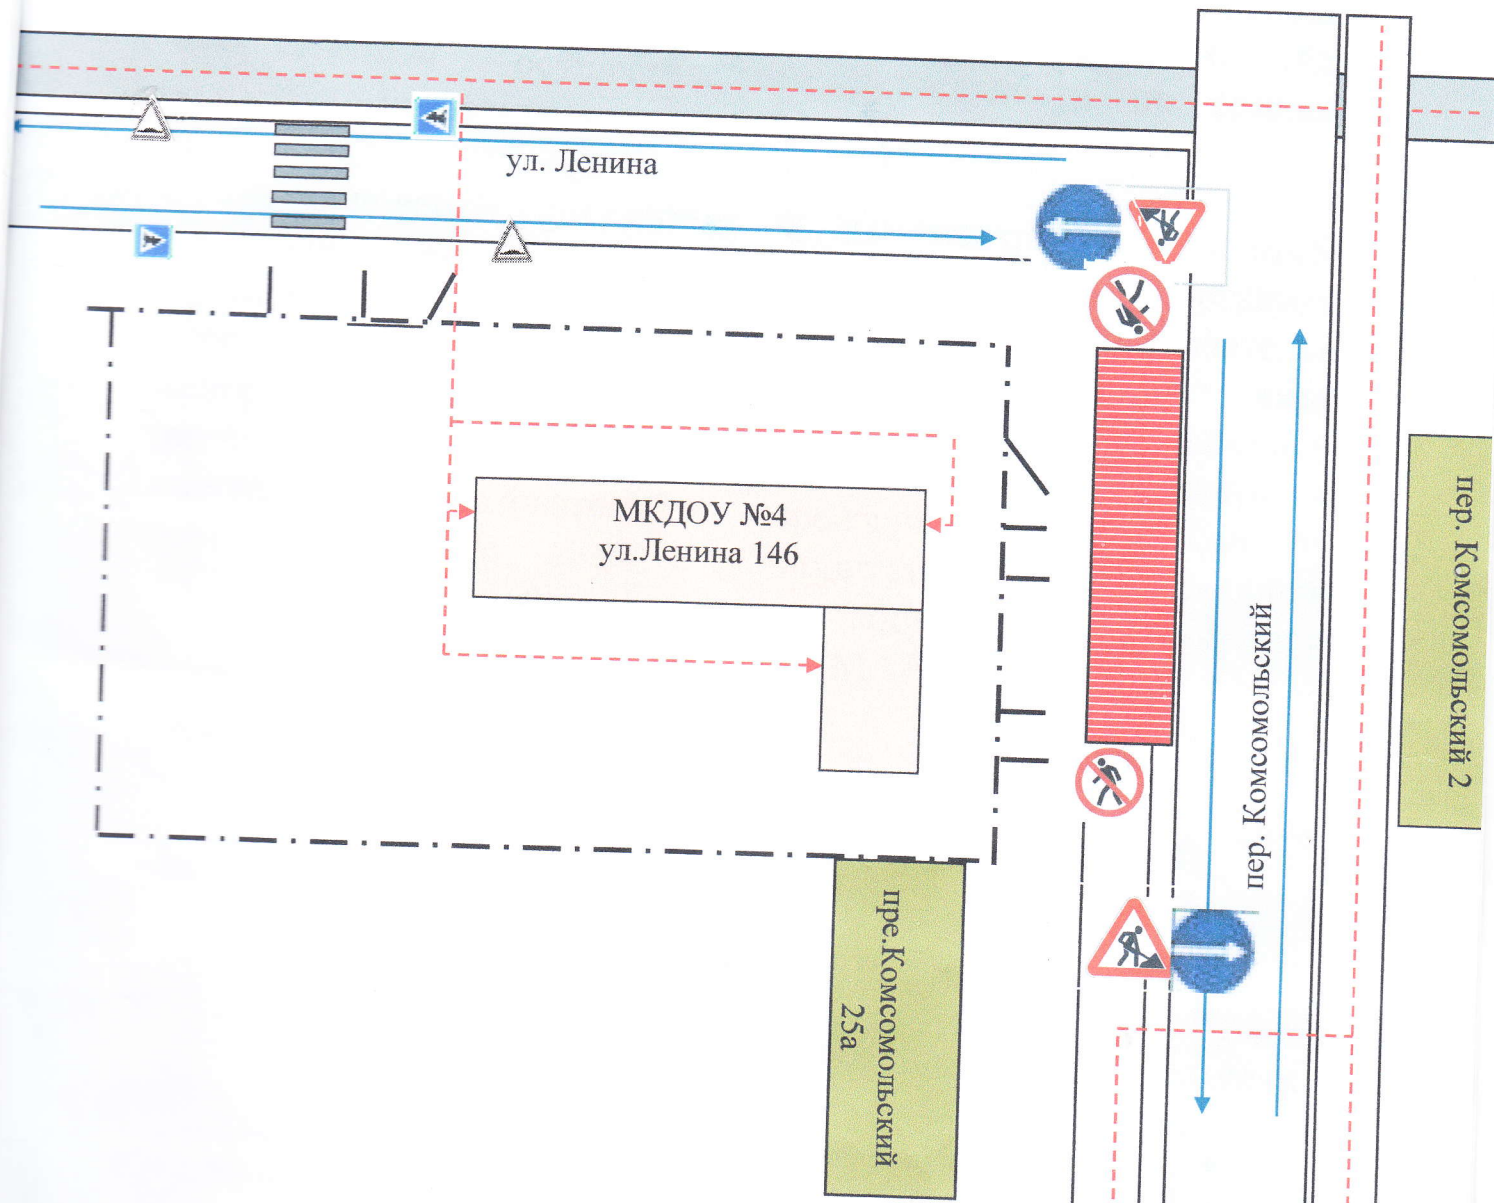 ул. Ленина
МКДОУ №4
ул.Ленина 146
пер. Комсомольский
пер. Комсомольский 2
пре.Комсомольский
25а